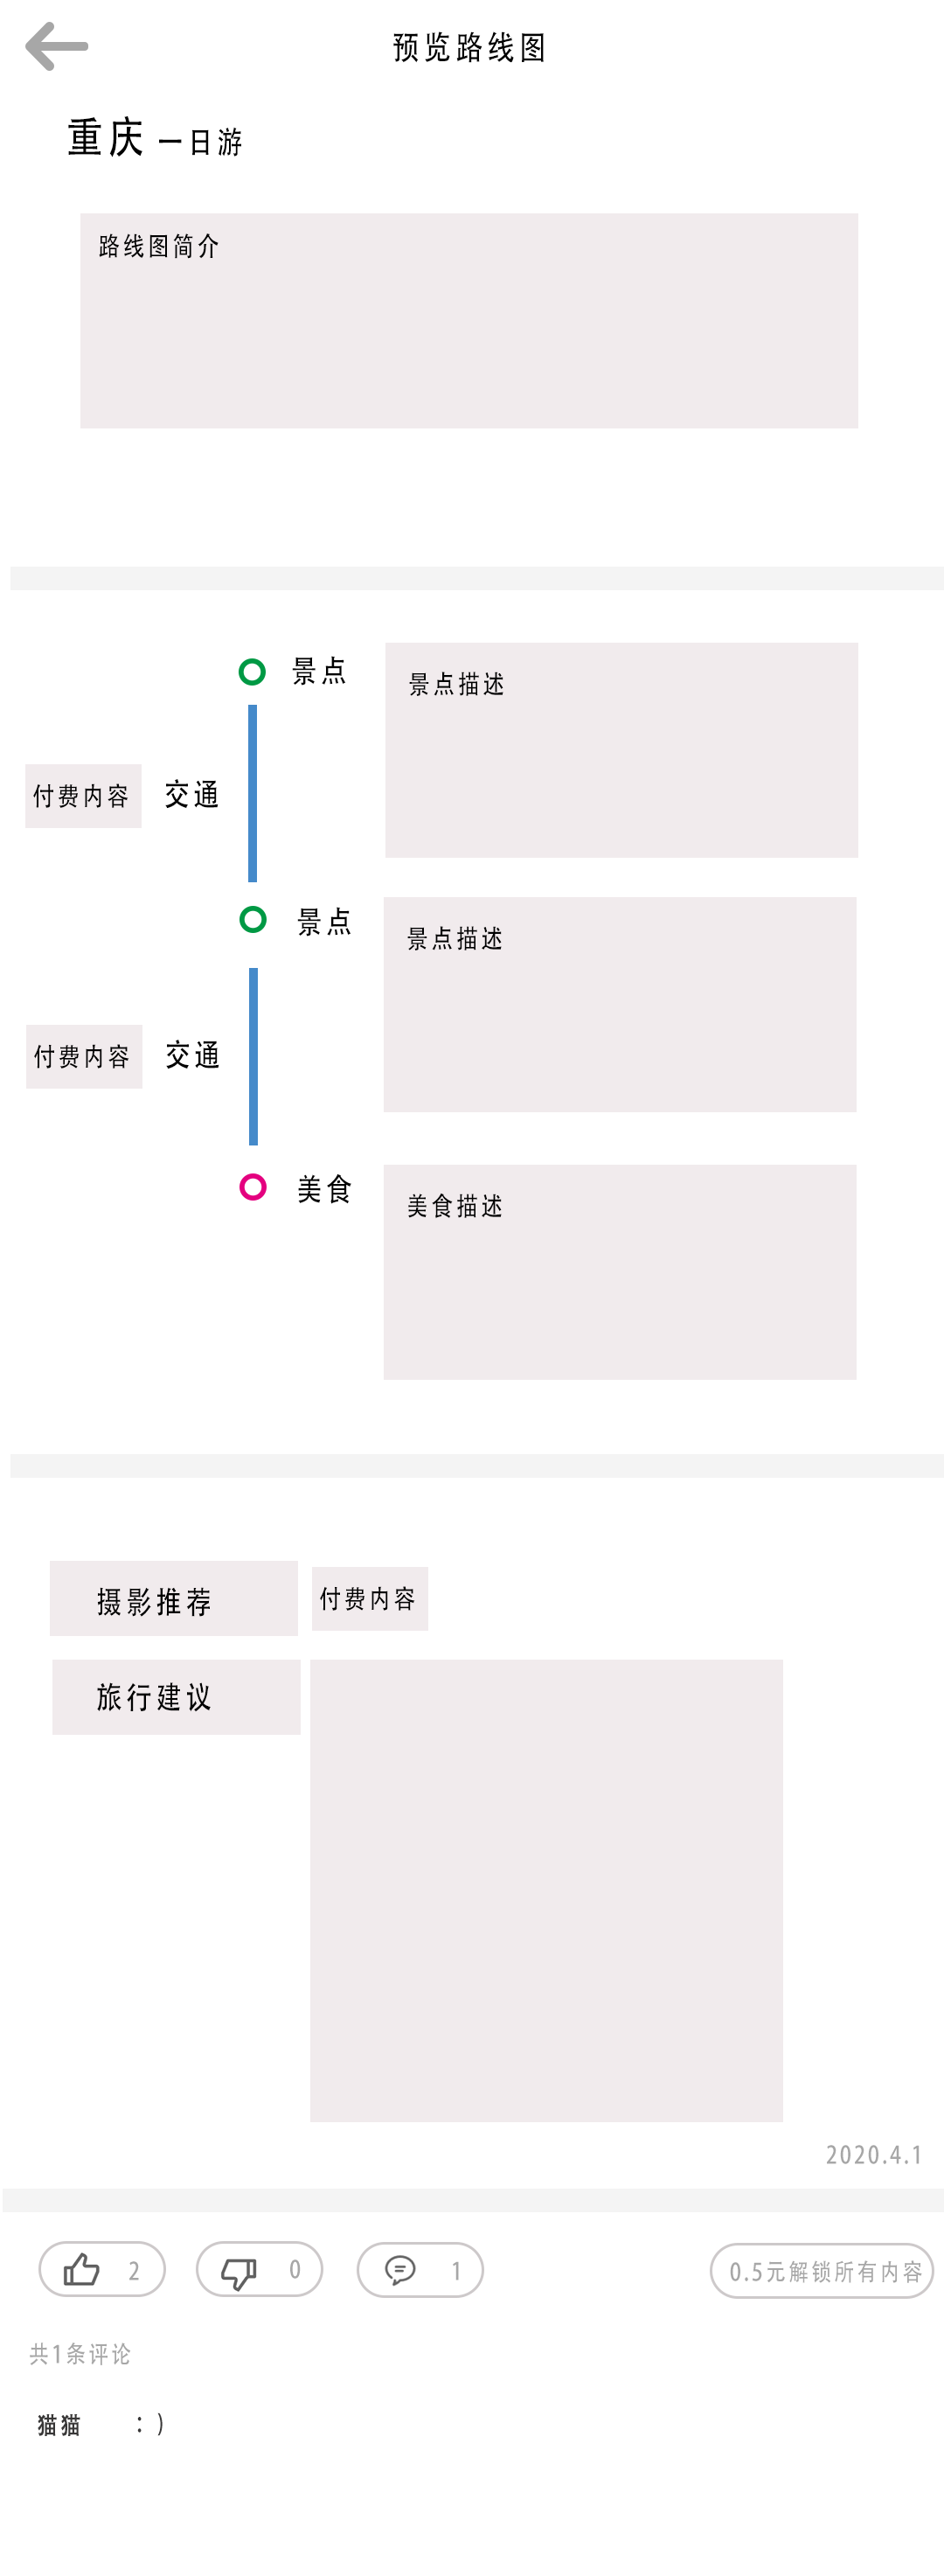 预览路线图
重庆 一日游
路线图简介
景点
景点描述
付费内容 交通
景点
景点描述
付费内容 交通
美食
美食描述
摄影推荐 付费内容
旅行建议
2020.4.1
2 0 1 0.5元解锁所有内容
共1条评论
猫猫 ：）